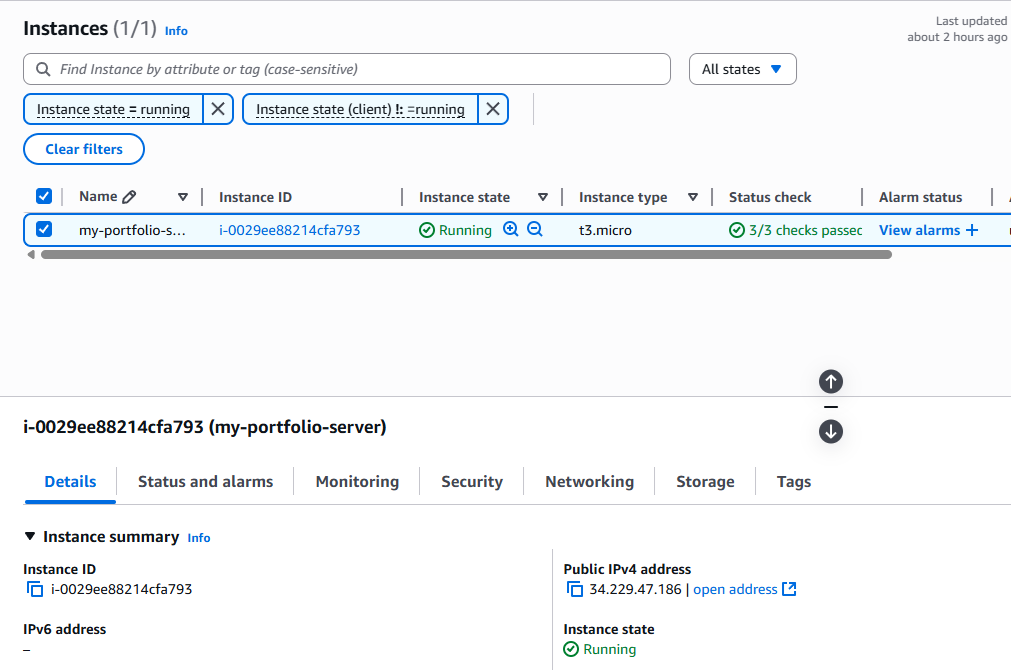 Instances (1/1) Info
Last updated
about 2 hours ago
Find Instance by attribute or tag (case-sensitive)
All states
Instance state = running
Instance state (client) !: =running
Clear filters
Name Instance ID Instance state Instance type Status check Alarm status
my-portfolio-s... i-0029ee88214cfa793 Running t3.micro 3/3 checks passed View alarms +
i-0029ee88214cfa793 (my-portfolio-server)
Details Status and alarms Monitoring Security Networking Storage Tags
Instance summary Info
Instance ID
i-0029ee88214cfa793
Public IPv4 address
34.229.47.186 | open address
IPv6 address
–
Instance state
Running